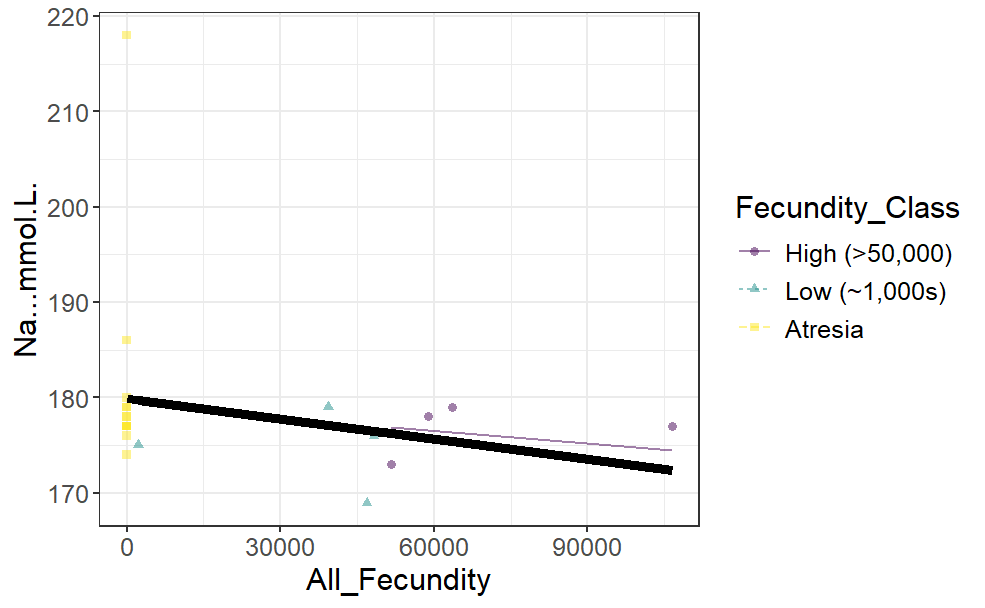 220
210
200
190
180
170
Na...mmol.L.
0 30000 60000 90000
All_Fecundity
Fecundity_Class
High (>50,000)
Low (~1,000s)
Atresia